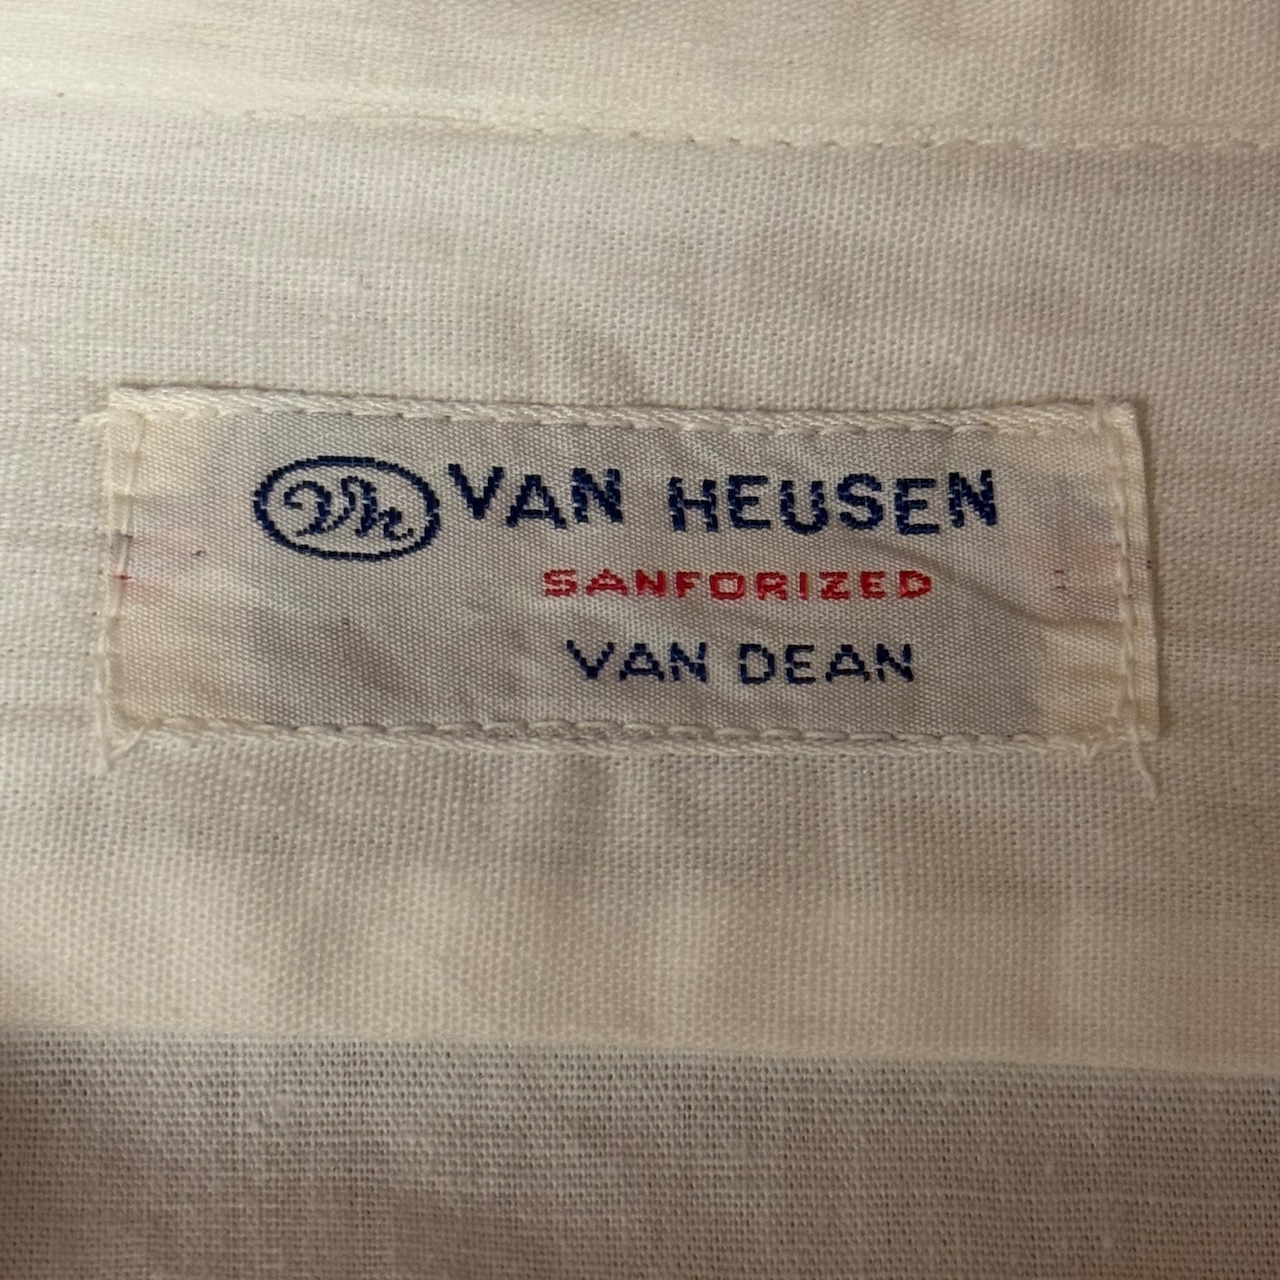 Vh VAN HEUSEN
SANFORIZED
VAN DEAN